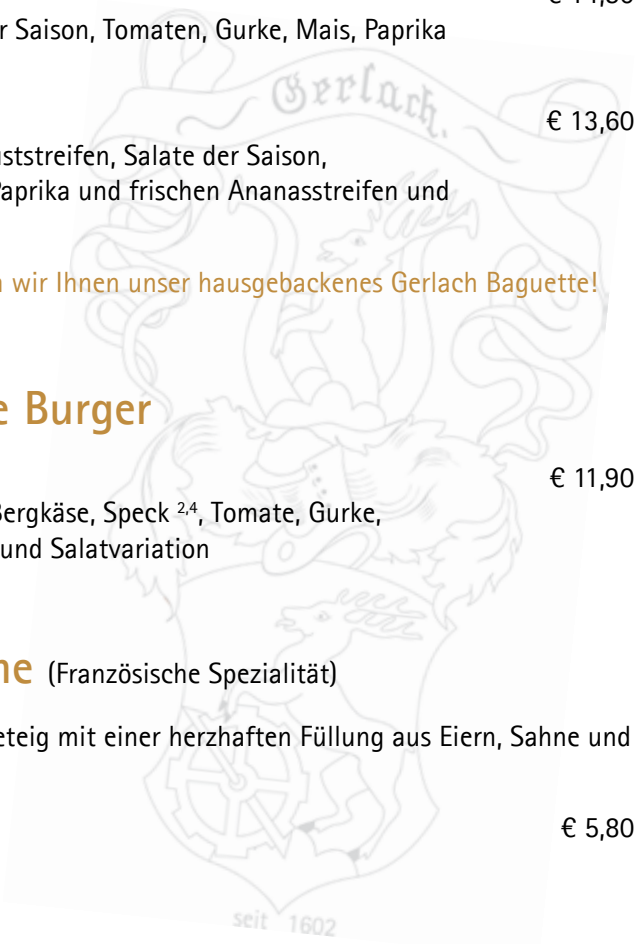 r Saison, Tomaten, Gurke, Mais, Paprika
Gerlach.
€ 13,60
ststreifen, Salate der Saison,
aprika und frischen Ananasstreifen und
wir Ihnen unser hausgebackenes Gerlach Baguette!
e Burger
€ 11,90
Bergkäse, Speck 2,4, Tomate, Gurke,
und Salatvariation
ne (Französische Spezialität)
eteig mit einer herzhaften Füllung aus Eiern, Sahne und
€ 5,80
seit 1602